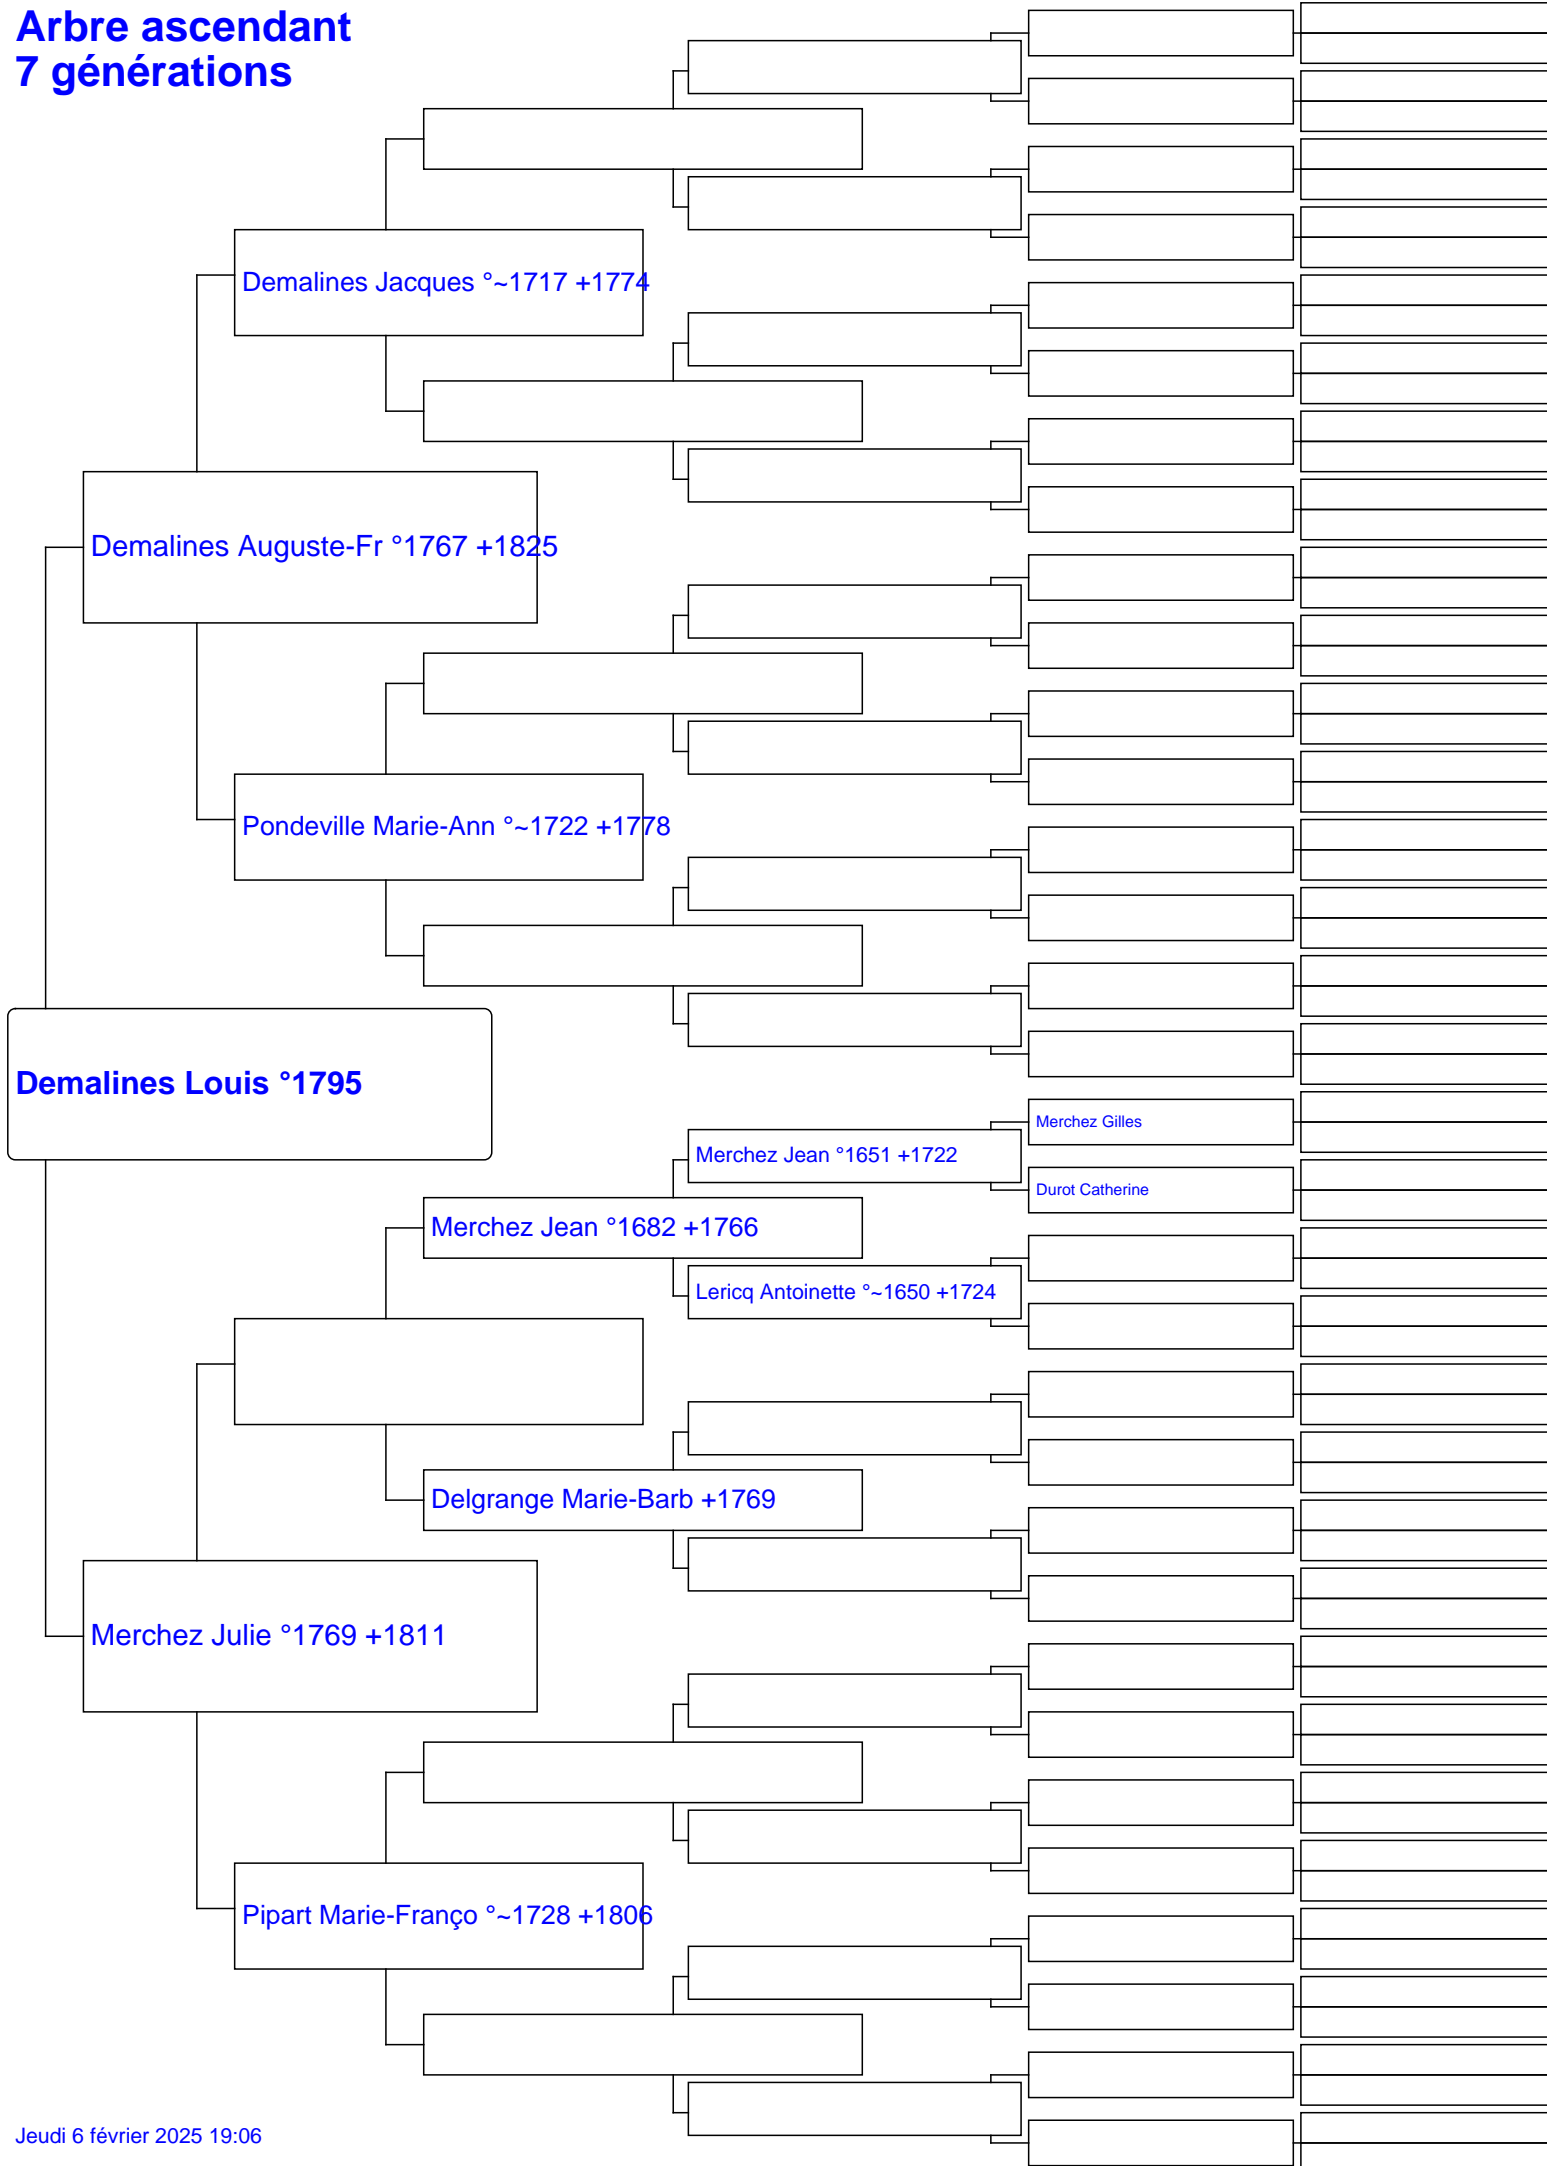 Arbre ascendant
7 générations
Demalines Jacques °~1717 +1774
Demalines Auguste-Fr °1767 +1825
Pondeville Marie-Ann °~1722 +1778
Demalines Louis °1795
Merchez Gilles
Merchez Jean °1651 +1722
Durot Catherine
Merchez Jean °1682 +1766
Lericq Antoinette °~1650 +1724
Delgrange Marie-Barb +1769
Merchez Julie °1769 +1811
Pipart Marie-Franço °~1728 +1806
Jeudi 6 février 2025 19:06